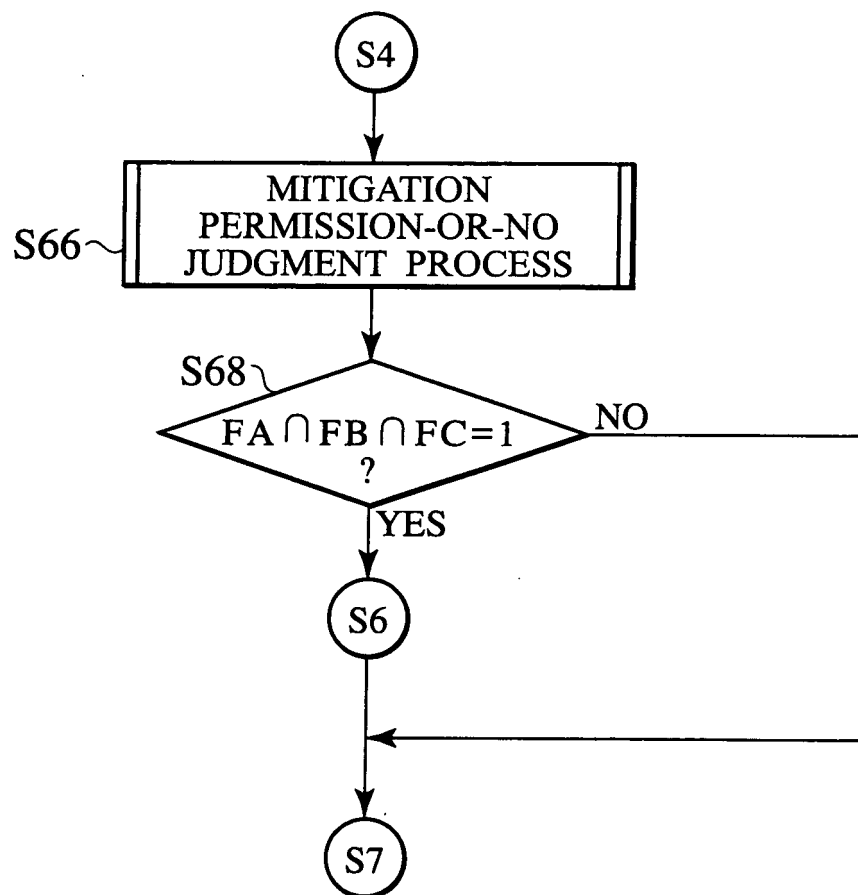 S4
MITIGATION
PERMISSION-OR-NO
S66
JUDGMENT PROCESS
S68
NO
FA ∩ FB ∩ FC=1
?
YES
S6
S7